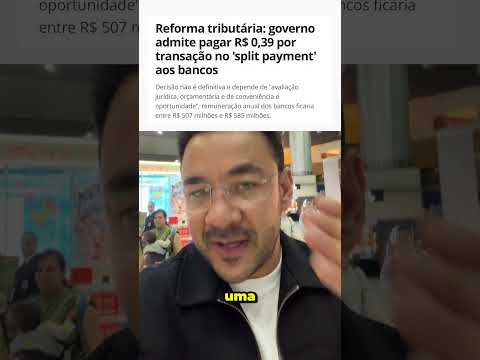 Reforma tributária: governo
admite pagar R$ 0,39 por
transação no 'split payment'
aos bancos
Decisão não é definitiva e depende de "avaliação
jurídica, orçamentária e de conveniência e
oportunidade"; remuneração anual dos bancos ficaria
entre R$ 507 milhões e R$ 585 milhões.
uma